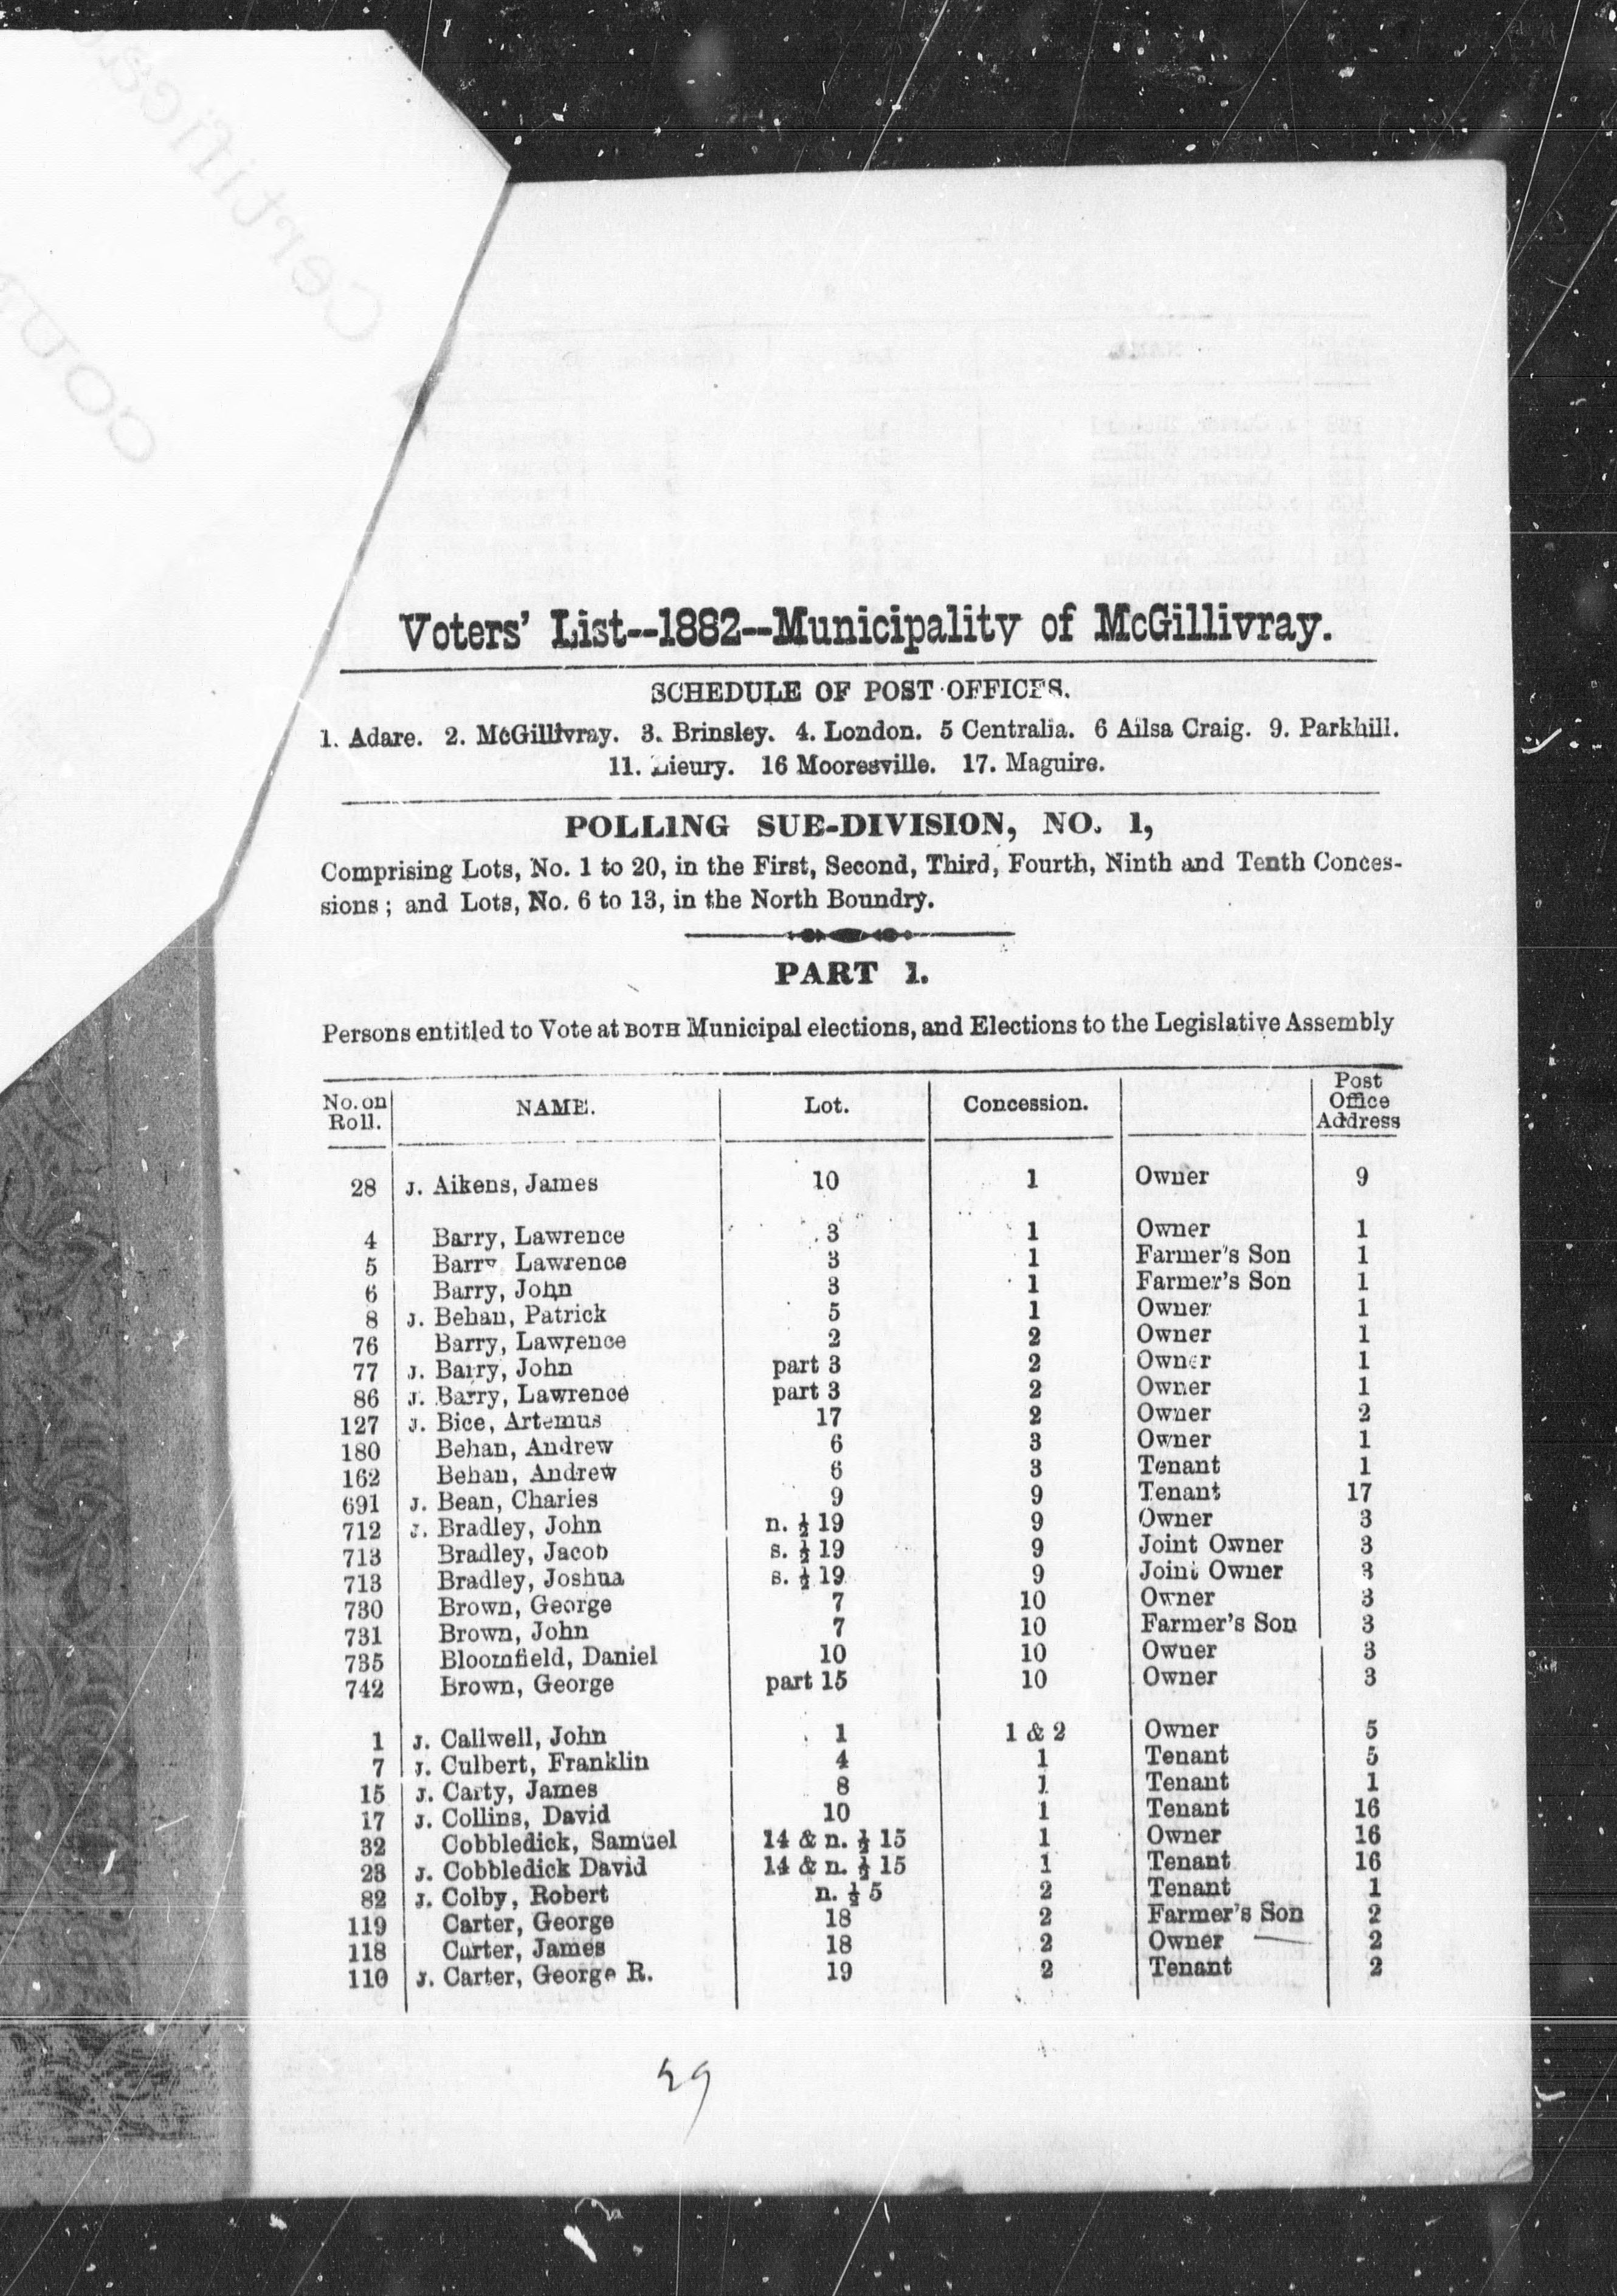 Voters' List--1882--Municipality of McGillivray.
SCHEDULE OF POST OFFICES.
1. Adare. 2. McGillivray. 3. Brinsley. 4. London. 5 Centralia. 6 Ailsa Craig. 9. Parkhill.
11. Lieury. 16 Mooresville. 17. Maguire.
POLLING SUB-DIVISION, NO. 1,
Comprising Lots, No. 1 to 20, in the First, Second, Third, Fourth, Ninth and Tenth Conces-
sions; and Lots, No. 6 to 13, in the North Boundry.
PART 1.
Persons entitled to Vote at BOTH Municipal elections, and Elections to the Legislative Assembly
No. on Roll. NAME. Lot. Concession. Post Office Address
28 J. Aikens, James 10 1 Owner 9
4 Barry, Lawrence 3 1 Owner 1
5 Barry Lawrence 3 1 Farmer's Son 1
6 Barry, John 3 1 Farmer's Son 1
8 J. Behan, Patrick 5 1 Owner 1
76 Barry, Lawrence 2 2 Owner 1
77 J. Barry, John part 3 2 Owner 1
86 J. Barry, Lawrence part 3 2 Owner 1
127 J. Bice, Artemus 17 2 Owner 2
180 Behan, Andrew 6 3 Owner 1
162 Behan, Andrew 6 3 Tenant 1
691 J. Bean, Charles 9 9 Tenant 17
712 J. Bradley, John n. ½ 19 9 Owner 3
713 Bradley, Jacob s. ½ 19 9 Joint Owner 3
713 Bradley, Joshua s. ½ 19 9 Joint Owner 3
730 Brown, George 7 10 Owner 3
731 Brown, John 7 10 Farmer's Son 3
735 Bloomfield, Daniel 10 10 Owner 3
742 Brown, George part 15 10 Owner 3
1 J. Callwell, John 1 1 & 2 Owner 5
7 J. Culbert, Franklin 4 1 Tenant 5
15 J. Carty, James 8 1 Tenant 1
17 J. Collins, David 10 1 Tenant 16
32 Cobbledick, Samuel 14 & n. ½ 15 1 Owner 16
23 J. Cobbledick David 14 & n. ½ 15 1 Tenant 16
82 J. Colby, Robert n. ½ 5 2 Tenant 1
119 Carter, George 18 2 Farmer's Son 2
118 Carter, James 18 2 Owner 2
110 J. Carter, George R. 19 2 Tenant 2